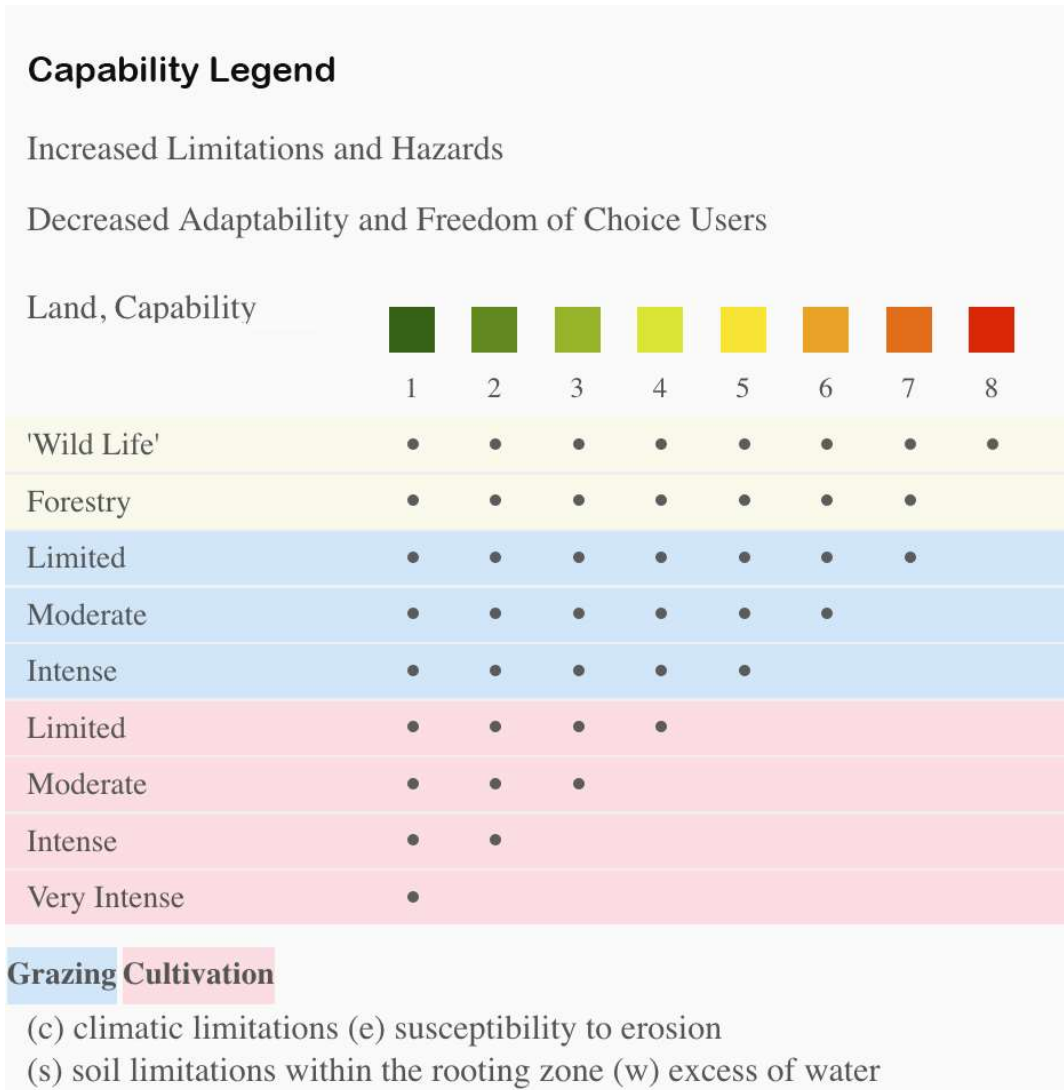 Capability Legend
Increased Limitations and Hazards
Decreased Adaptability and Freedom of Choice Users
Land, Capability
1 2 3 4 5 6 7 8
'Wild Life'
Forestry
Limited
Moderate
Intense
Limited
Moderate
Intense
Very Intense
Grazing Cultivation
(c) climatic limitations (e) susceptibility to erosion
(s) soil limitations within the rooting zone (w) excess of water